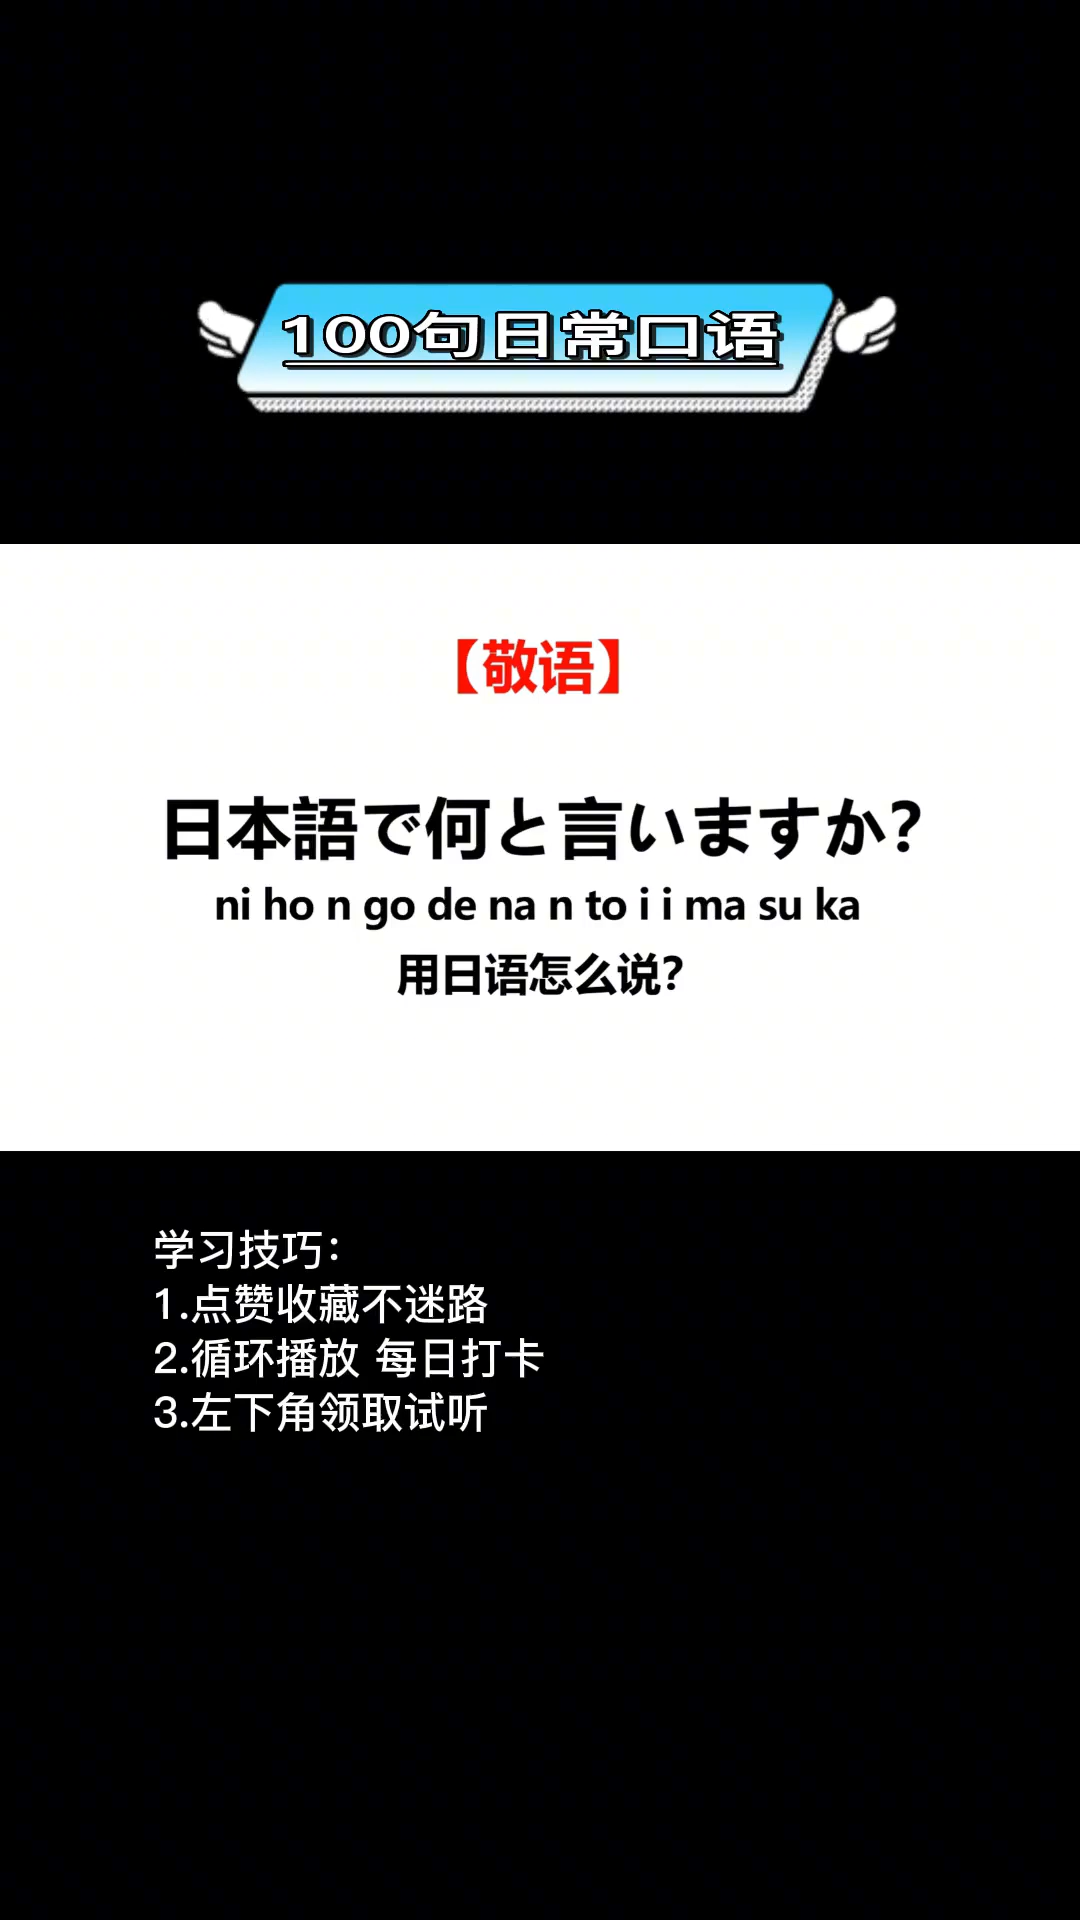 100句日常口语
【敬语】
日本語で何と言いますか?
ni ho n go de na n to i i ma su ka
用日语怎么说?
学习技巧:
1.点赞收藏不迷路
2.循环播放 每日打卡
3.左下角领取试听